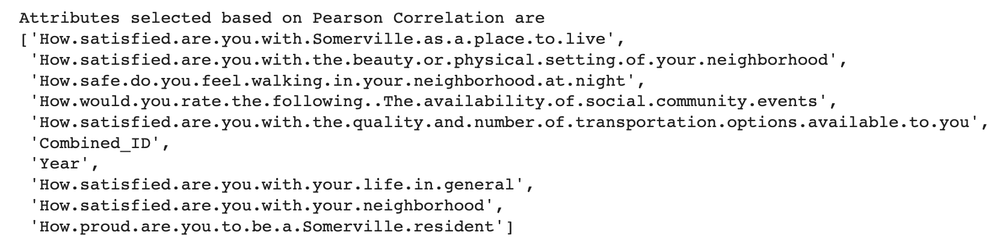 Attributes selected based on Pearson Correlation are
['How.satisfied.are.you.with.Somerville.as.a.place.to.live',
'How.satisfied.are.you.with.the.beauty.or.physical.setting.of.your.neighborhood',
'How.safe.do.you.feel.walking.in.your.neighborhood.at.night',
'How.would.you.rate.the.following..The.availability.of.social.community.events',
'How.satisfied.are.you.with.the.quality.and.number.of.transportation.options.available.to.you',
'Combined_ID',
'Year',
'How.satisfied.are.you.with.your.life.in.general',
'How.satisfied.are.you.with.your.neighborhood',
'How.proud.are.you.to.be.a.Somerville.resident']